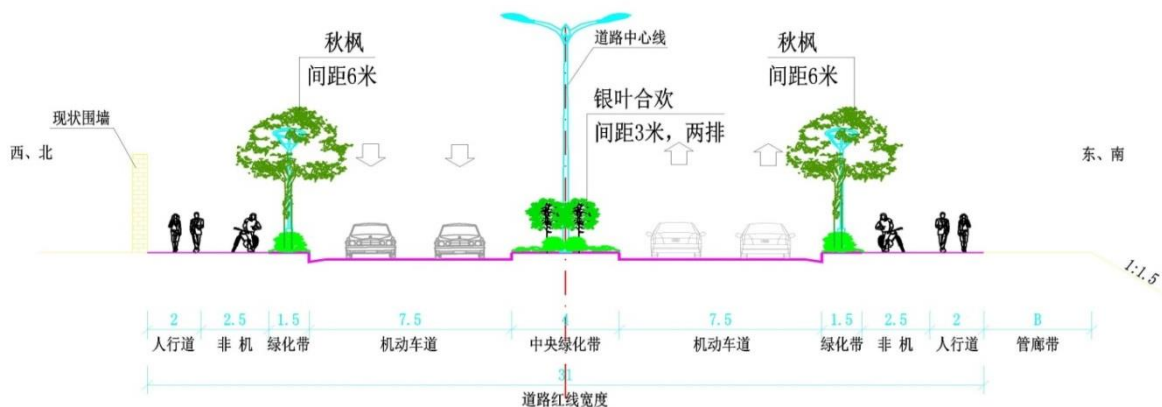 秋枫
间距6米
道路中心线
秋枫
间距6米
银叶合欢
间距3米，两排
现状围墙
西、北
东、南
1:1.5
2 2.5 1.5 7.5 4 7.5 1.5 2.5 2 B
人行道 非 机 绿化带 机动车道 中央绿化带 机动车道 绿化带 非 机 人行道 管廊带
31
道路红线宽度